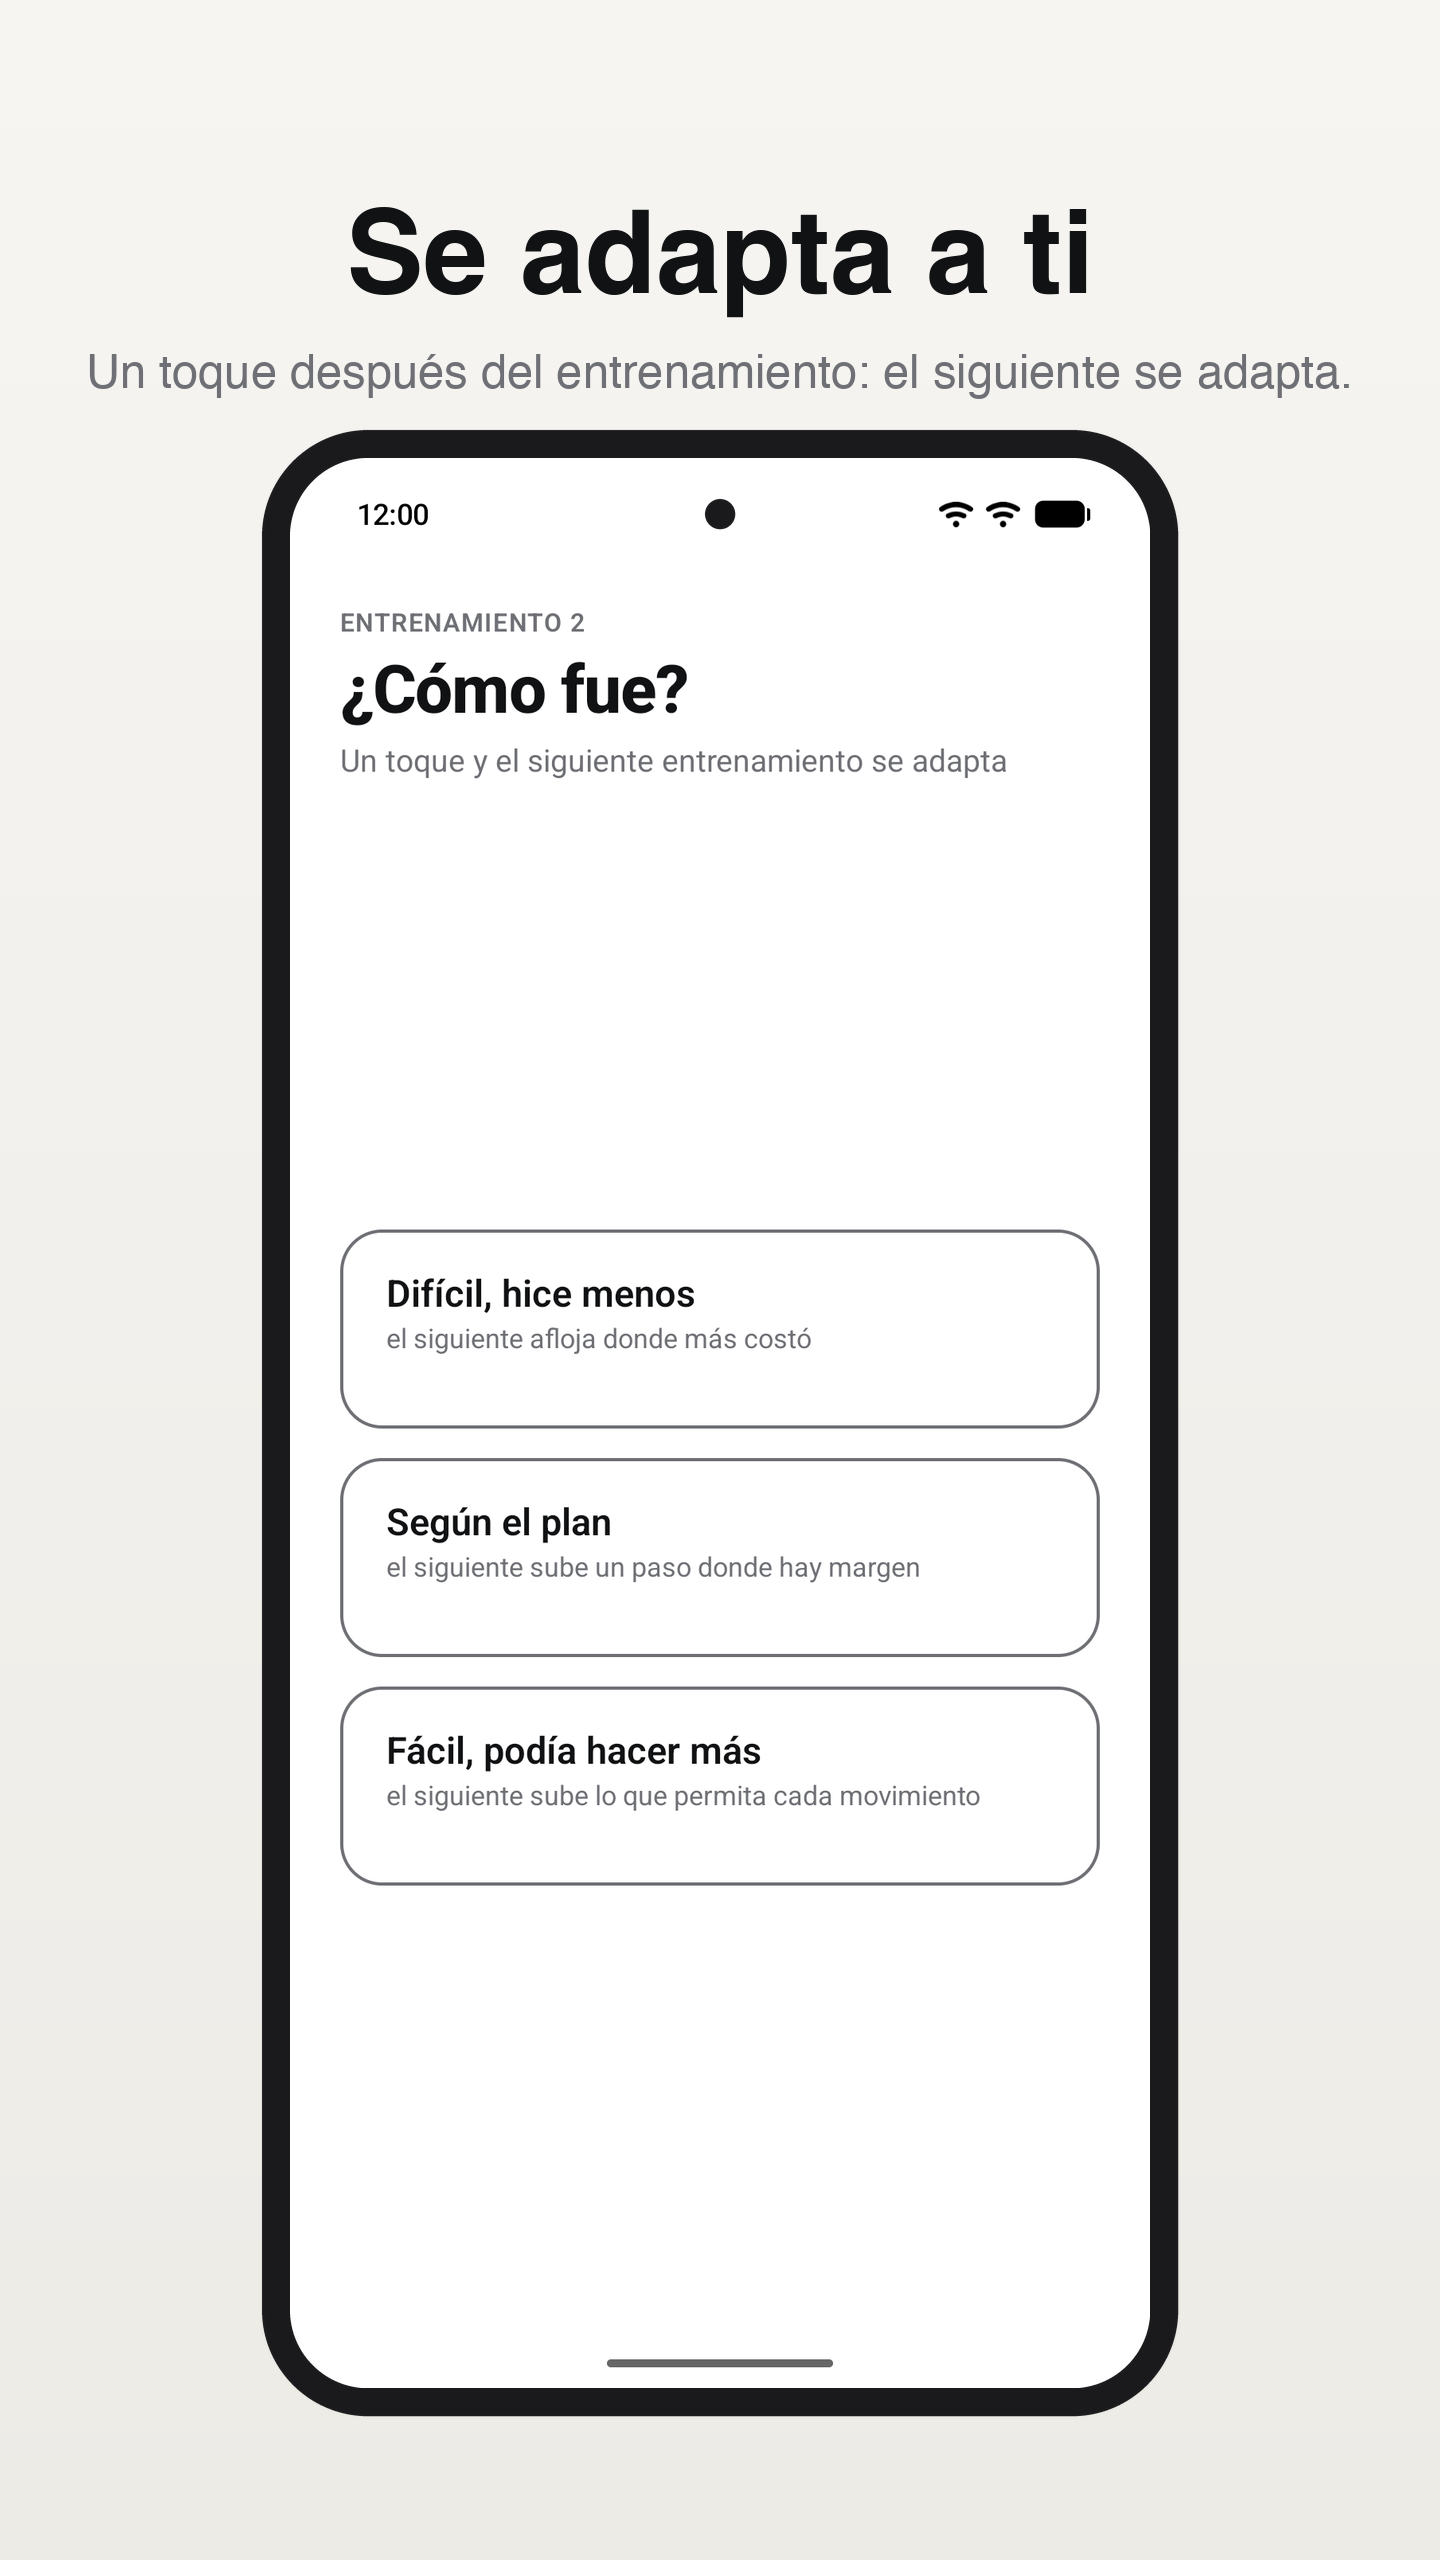 Se adapta a ti
Un toque después del entrenamiento: el siguiente se adapta.
12:00
ENTRENAMIENTO 2
¿Cómo fue?
Un toque y el siguiente entrenamiento se adapta
Difícil, hice menos
el siguiente afloja donde más costó
Según el plan
el siguiente sube un paso donde hay margen
Fácil, podía hacer más
el siguiente sube lo que permita cada movimiento